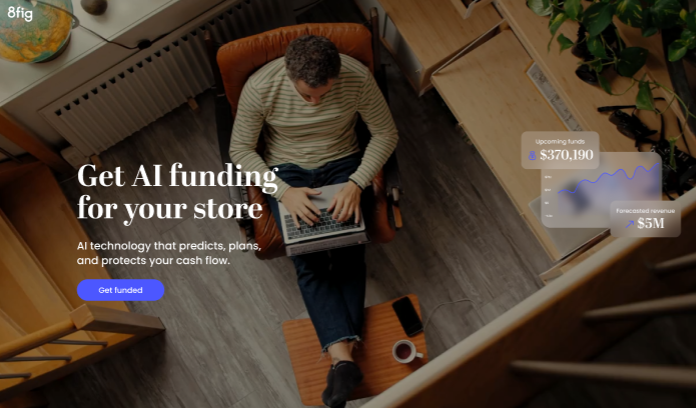 8fig
Get AI funding
for your store
AI technology that predicts, plans,
and protects your cash flow.
Get funded
Upcoming funds
$370,190
Forecasted revenue
$5M